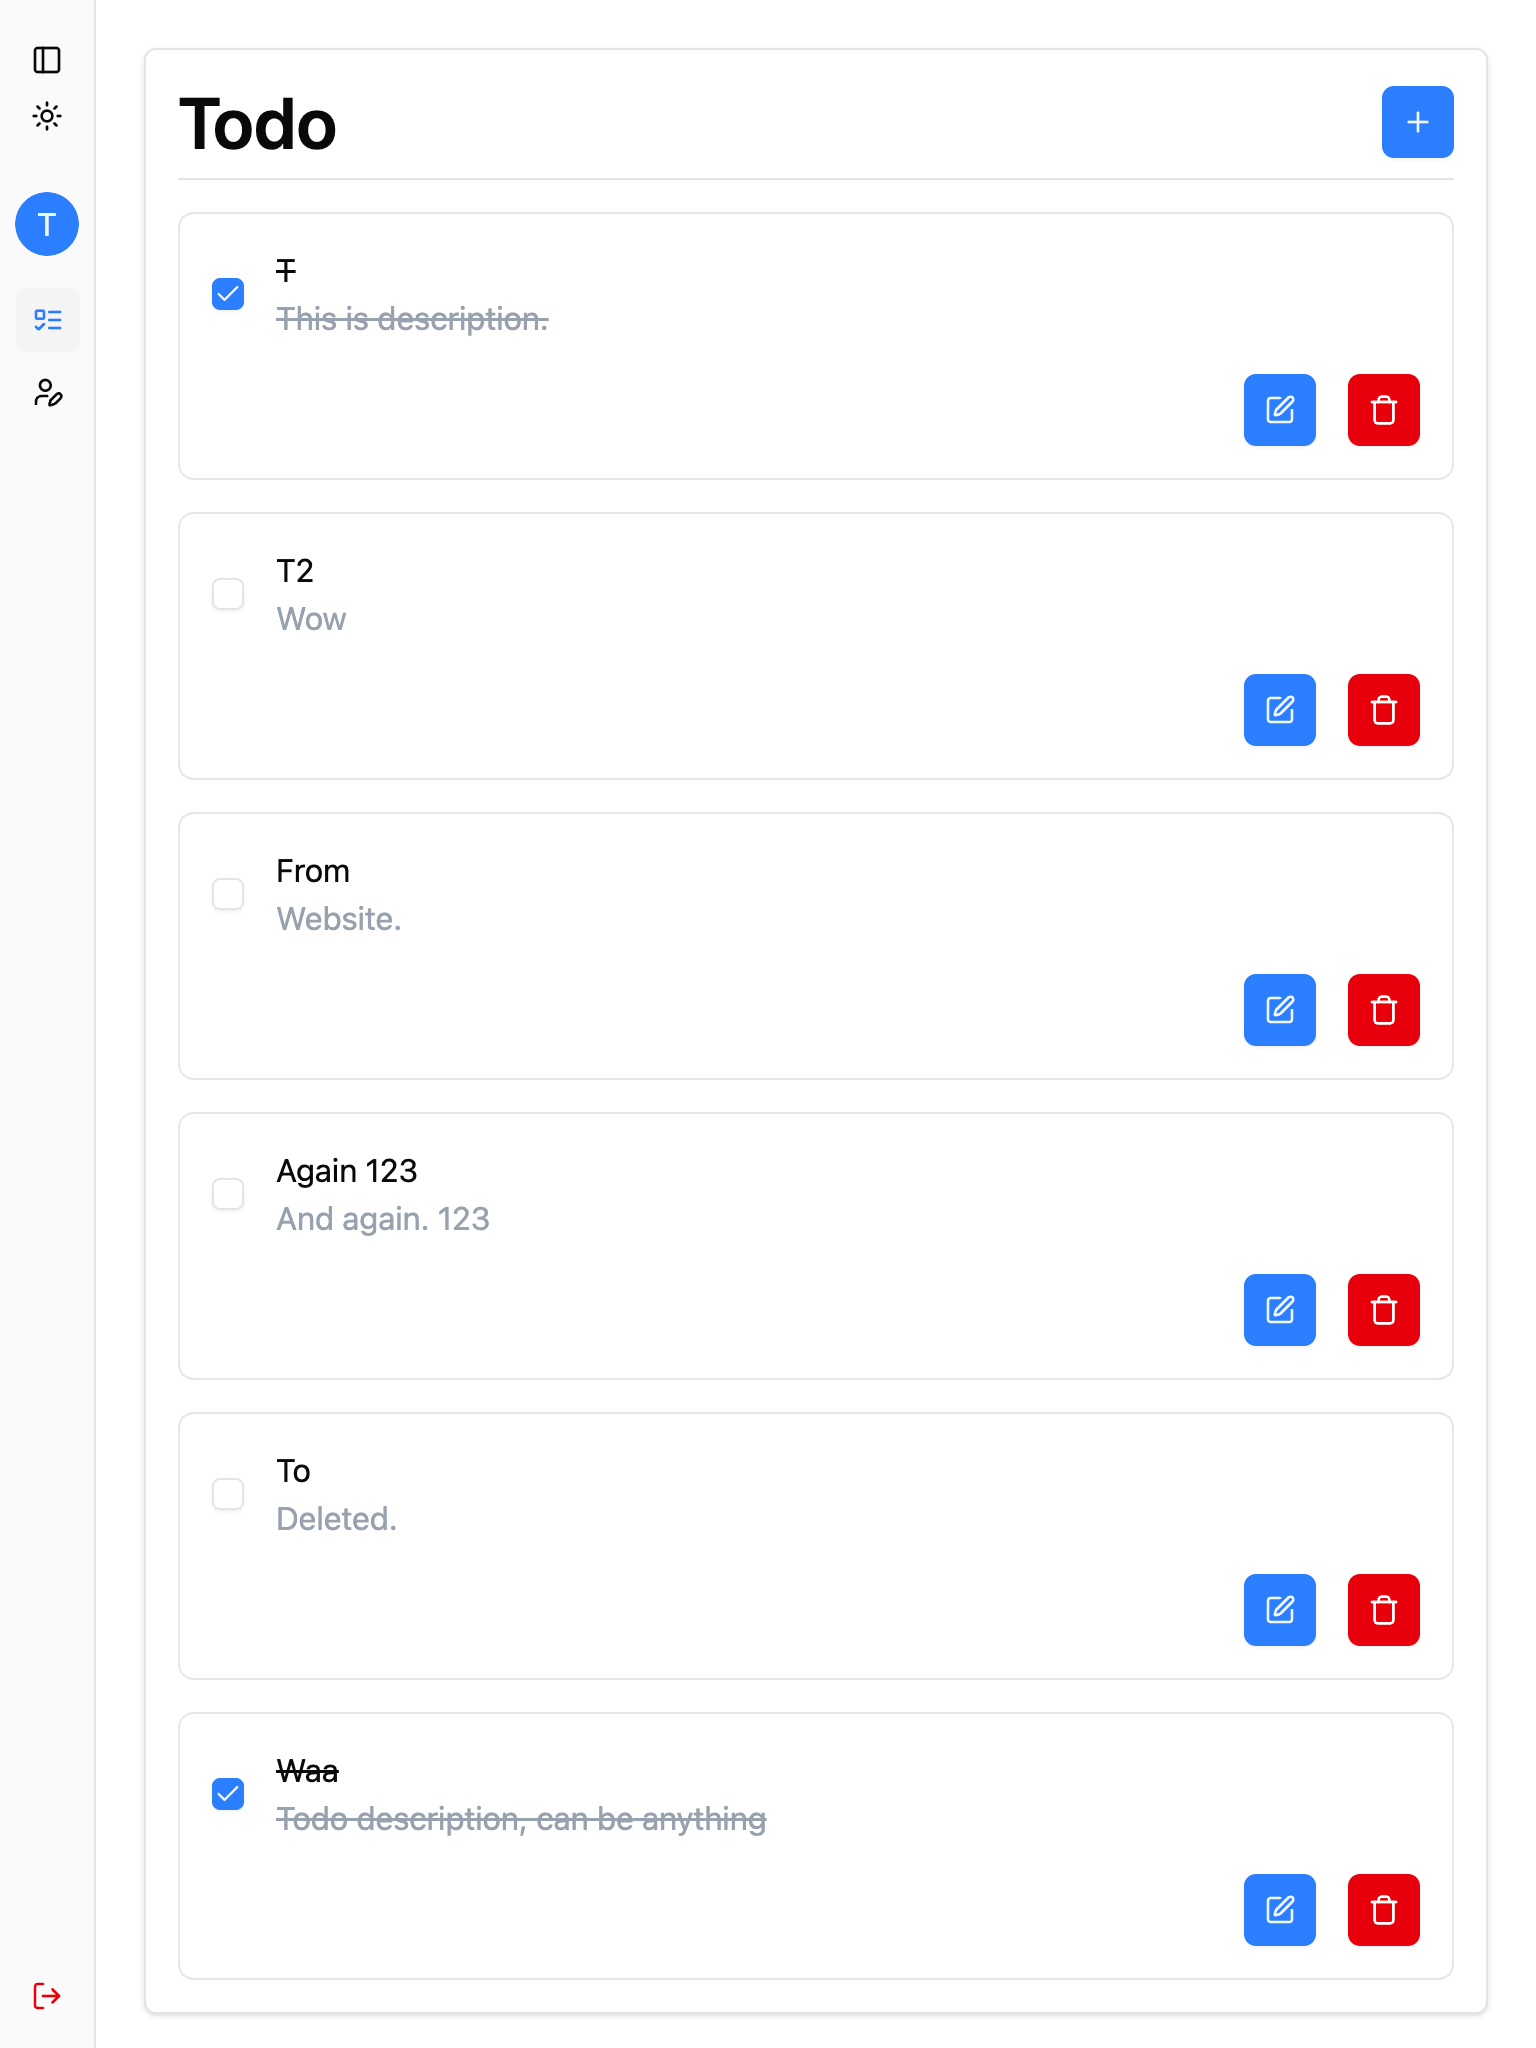 Todo
T
T
This is description.
T2
Wow
From
Website.
Again 123
And again. 123
To
Deleted.
Waa
Todo description, can be anything